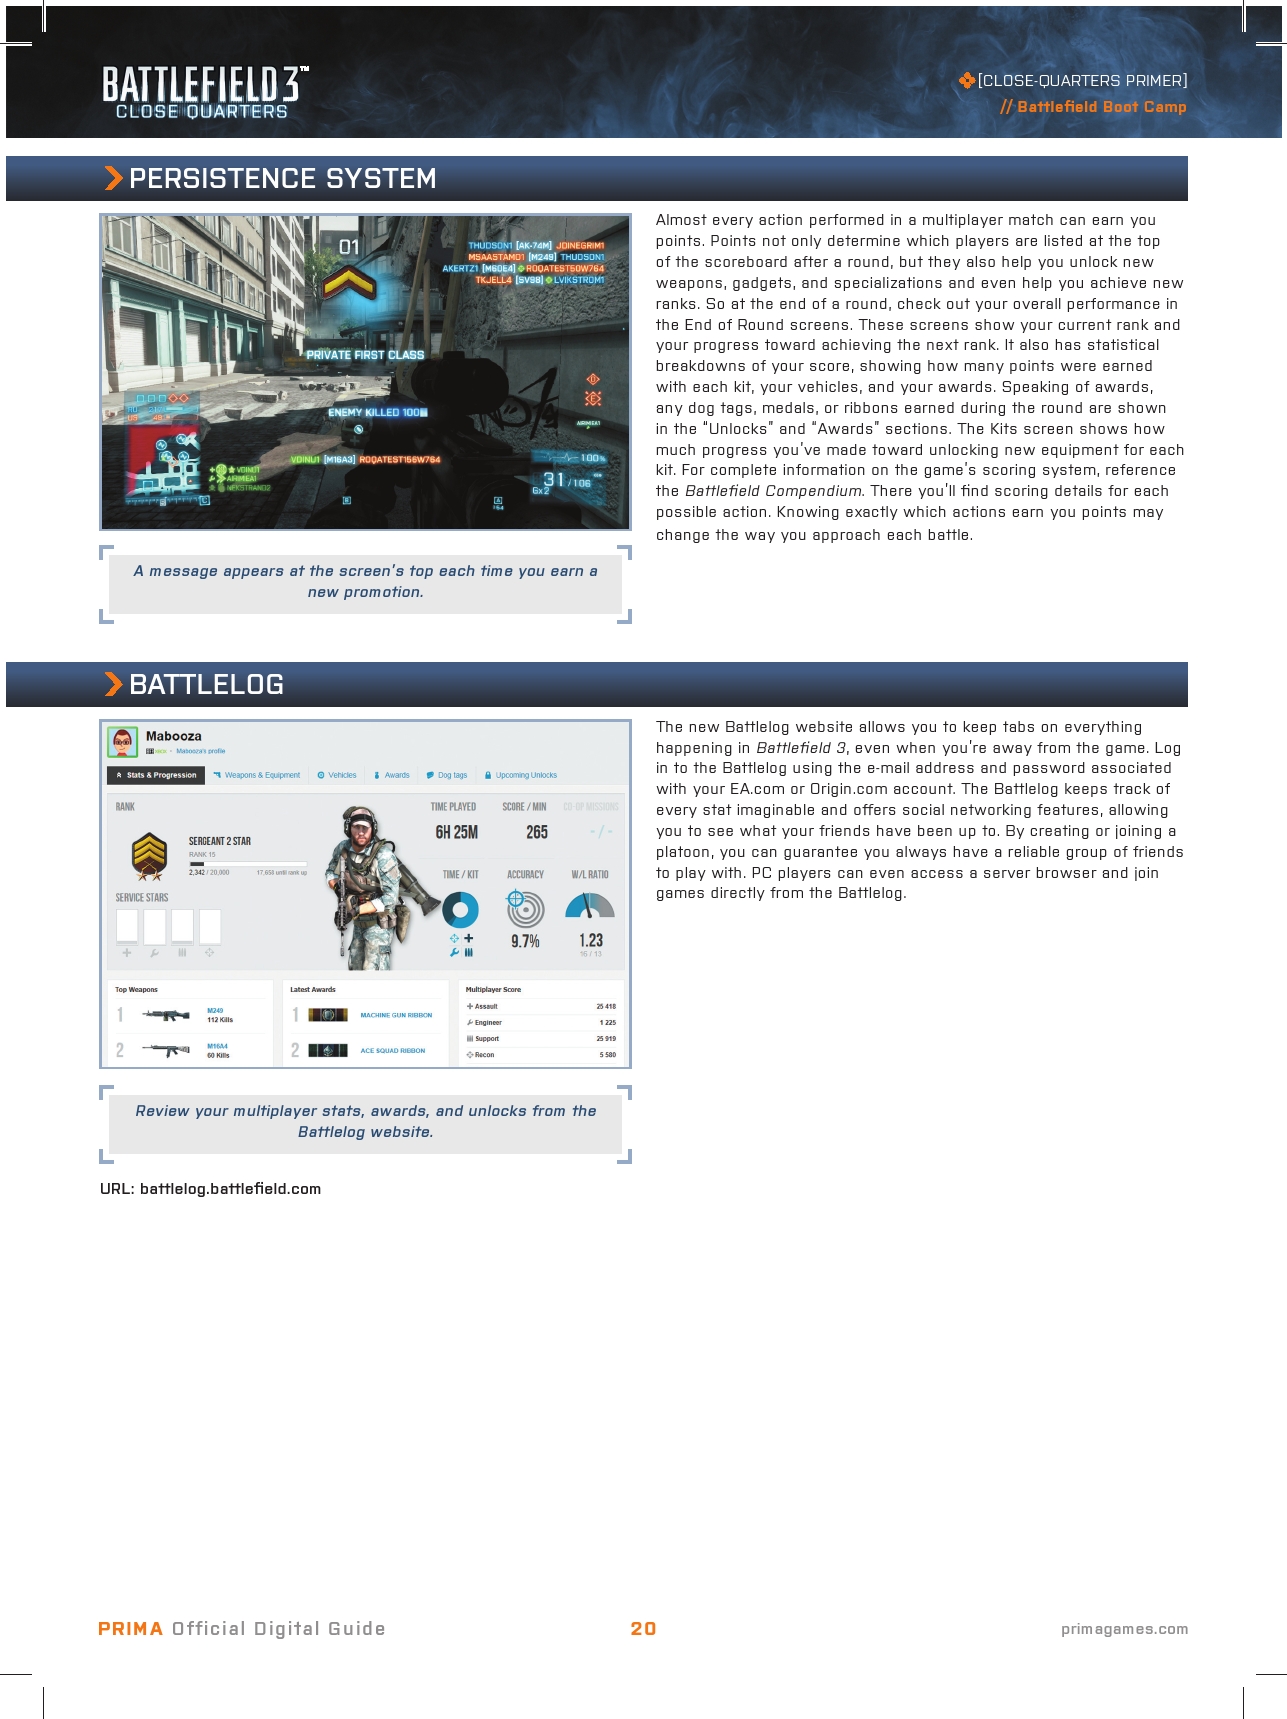 BATTLEFIELD 3™
CLOSE QUARTERS
[CLOSE-QUARTERS PRIMER]
// Battlefield Boot Camp
PERSISTENCE SYSTEM
01
THUDSON1 [AK-74M] JOINEGRIM1
MSAASTAMO1 [M249] THUDSON1
AKERTZ1 [M60E4] ROQATEST50W764
TKJELL4 [SV98] LVIKSTROM1
PRIVATE FIRST CLASS
ENEMY KILLED 100
AIRIMEA1
VOINU1 [M16A3] ROQATEST156W764
VOINU1
AIRIMEA1
100%
31 / 106
A message appears at the screen's top each time you earn a
new promotion.
Almost every action performed in a multiplayer match can earn you
points. Points not only determine which players are listed at the top
of the scoreboard after a round, but they also help you unlock new
weapons, gadgets, and specializations and even help you achieve new
ranks. So at the end of a round, check out your overall performance in
the End of Round screens. These screens show your current rank and
your progress toward achieving the next rank. It also has statistical
breakdowns of your score, showing how many points were earned
with each kit, your vehicles, and your awards. Speaking of awards,
any dog tags, medals, or ribbons earned during the round are shown
in the “Unlocks” and “Awards” sections. The Kits screen shows how
much progress you’ve made toward unlocking new equipment for each
kit. For complete information on the game’s scoring system, reference
the Battlefield Compendium. There you’ll find scoring details for each
possible action. Knowing exactly which actions earn you points may
change the way you approach each battle.
BATTLELOG
Mabooza
Mabooza's profile
Stats & Progression Weapons & Equipment Vehicles Awards Dog tags Upcoming Unlocks
RANK
SERGEANT 2 STAR
RANK 15
2,342 / 20,000 17,658 until rank up
SERVICE STARS
TIME PLAYED SCORE / MIN CO-OP MISSIONS
6H 25M 265 - / -
TIME / KIT ACCURACY W/L RATIO
9.7% 1.23
16 / 13
Top Weapons
1 M249
112 Kills
2 M16A4
60 Kills
Latest Awards
1 MACHINE GUN RIBBON
2 ACE SQUAD RIBBON
Multiplayer Score
Assault 25 418
Engineer 1 225
Support 25 919
Recon 5 580
Review your multiplayer stats, awards, and unlocks from the
Battlelog website.
URL: battlelog.battlefield.com
The new Battlelog website allows you to keep tabs on everything
happening in Battlefield 3, even when you’re away from the game. Log
in to the Battlelog using the e-mail address and password associated
with your EA.com or Origin.com account. The Battlelog keeps track of
every stat imaginable and offers social networking features, allowing
you to see what your friends have been up to. By creating or joining a
platoon, you can guarantee you always have a reliable group of friends
to play with. PC players can even access a server browser and join
games directly from the Battlelog.
PRIMA Official Digital Guide
20
primagames.com